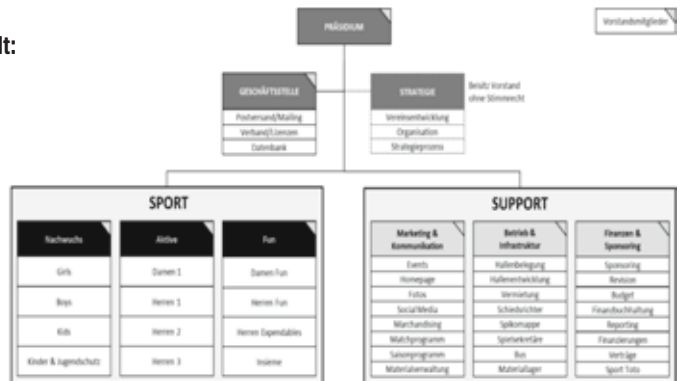 lt:
PRÄSIDIUM
Vorstandsmitglieder
GESCHÄFTSSTELLE
Postversand/Mailing
Verband/Lizenzen
Datenbank
STRATEGIE
Vereinsentwicklung
Organisation
Strategieprozess
Beisitz Vorstand
ohne Stimmrecht
SPORT
Nachwuchs
Girls
Boys
Kids
Kinder & Jugendschutz
Aktive
Damen 1
Herren 1
Herren 2
Herren 3
Fun
Damen Fun
Herren Fun
Herren Expendables
Insieme
SUPPORT
Marketing &
Kommunikation
Events
Homepage
Fotos
Social Media
Marchandising
Matchprogramm
Saisonprogramm
Materialverwaltung
Betrieb &
Infrastruktur
Hallenbelegung
Hallenentwicklung
Vermietung
Schiedsrichter
Spielsekretäre
Bus
Materiallager
Finanzen &
Sponsoring
Sponsoring
Revision
Budget
Finanzbuchhaltung
Reporting
Finanzierungen
Verträge
Sport Toto